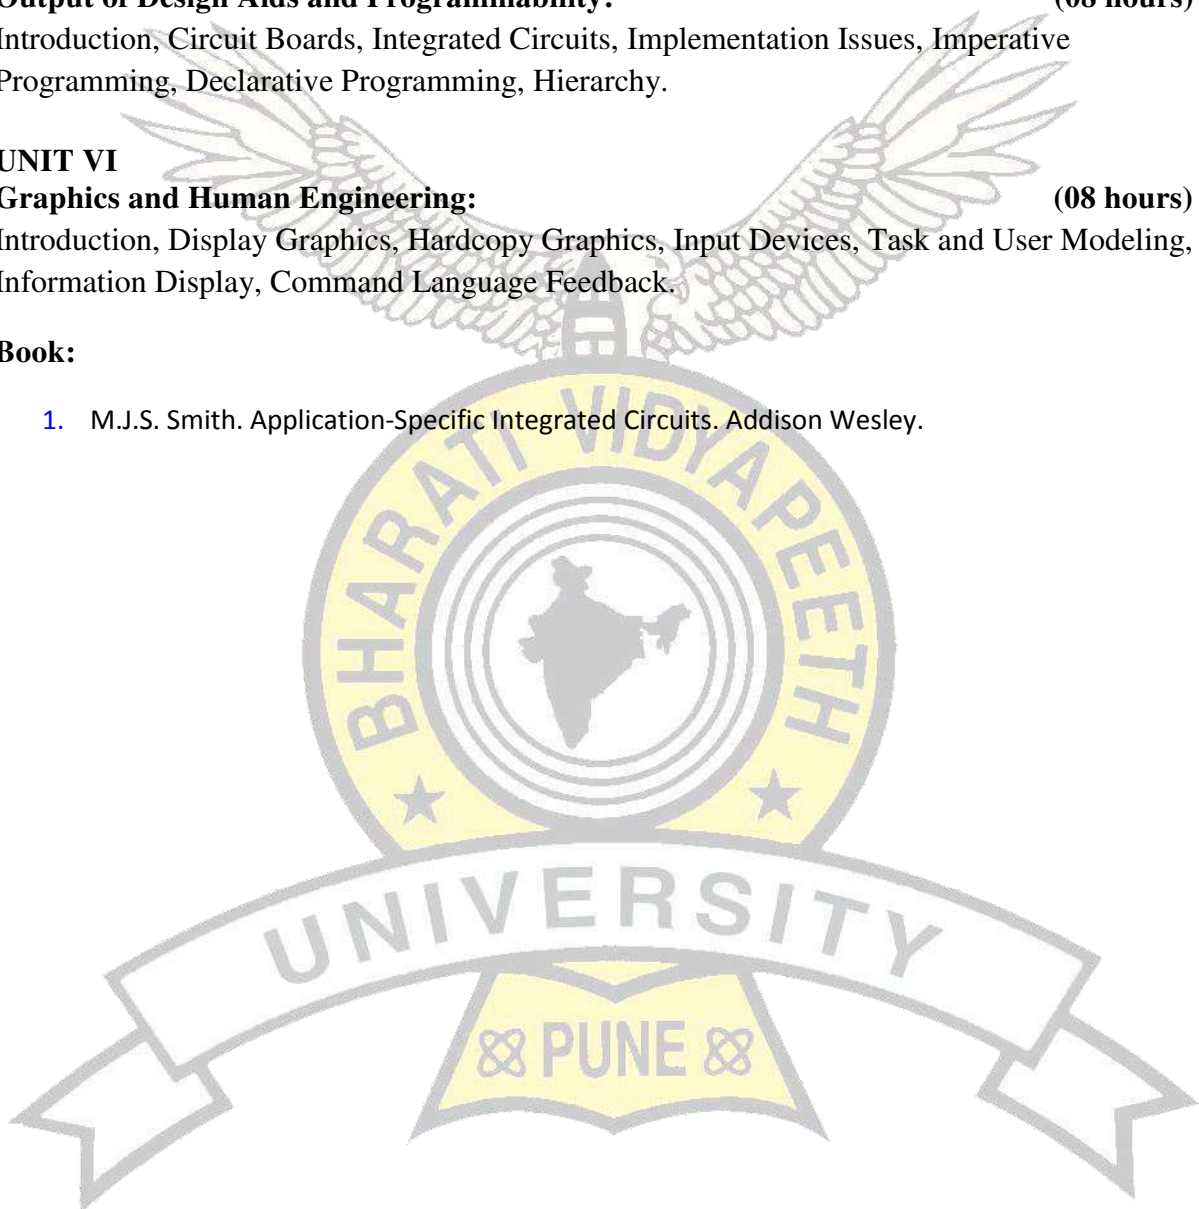 Output of Design Aids and Programmability: (08 hours)
Introduction, Circuit Boards, Integrated Circuits, Implementation Issues, Imperative
Programming, Declarative Programming, Hierarchy.
UNIT VI
Graphics and Human Engineering: (08 hours)
Introduction, Display Graphics, Hardcopy Graphics, Input Devices, Task and User Modeling,
Information Display, Command Language Feedback.
Book:
1. M.J.S. Smith. Application-Specific Integrated Circuits. Addison Wesley.
BHARATI VIDYAPEETH
UNIVERSITY
PUNE